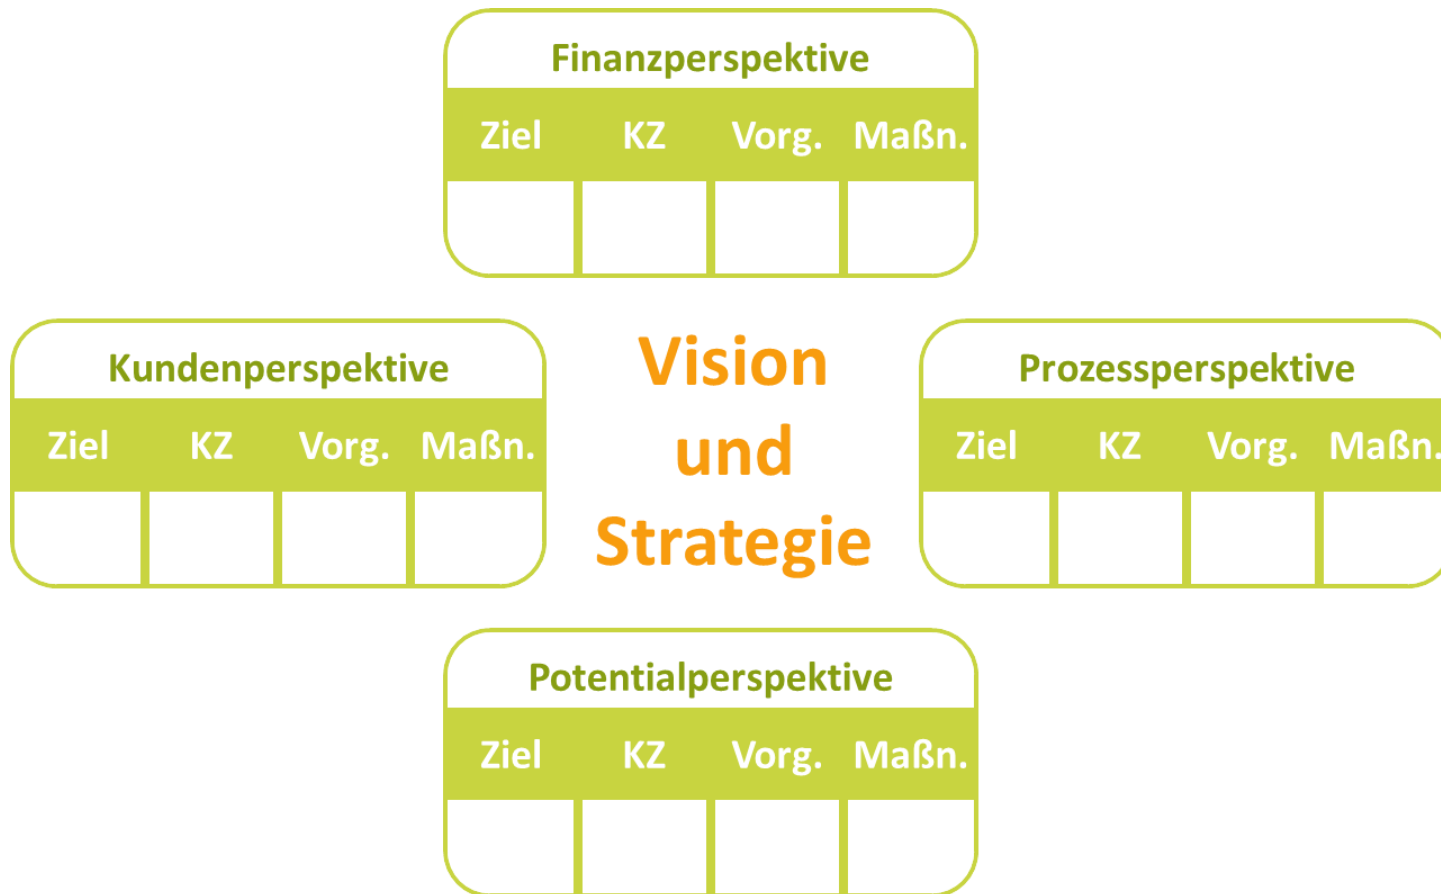 Finanzperspektive
Ziel KZ Vorg. Maßn.
Kundenperspektive
Ziel KZ Vorg. Maßn.
Vision
und
Strategie
Prozessperspektive
Ziel KZ Vorg. Maßn.
Potentialperspektive
Ziel KZ Vorg. Maßn.